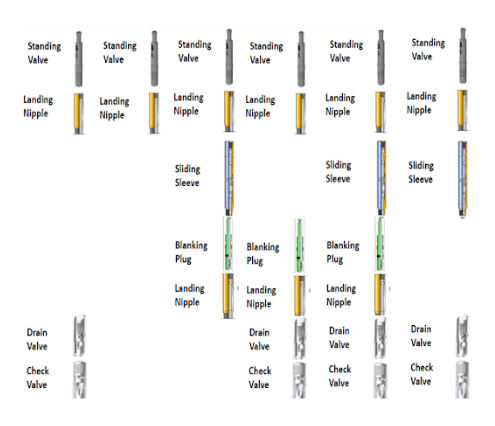 Standing Standing Standing Standing Standing Standing
Valve Valve Valve Valve Valve Valve
Landing Landing Landing Landing Landing Landing
Nipple Nipple Nipple Nipple Nipple Nipple
Sliding Sliding Sliding
Sleeve Sleeve Sleeve
Blanking Blanking Blanking
Plug Plug Plug
Landing Landing Landing
Nipple Nipple Nipple
Drain Drain Drain Drain
Valve Valve Valve Valve
Check Check Check Check
Valve Valve Valve Valve